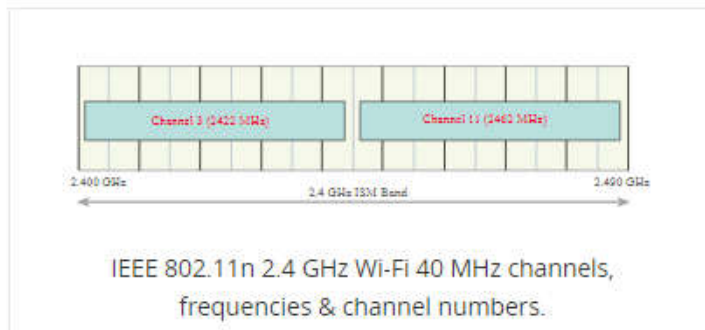 Channel 3 (2422 MHz)
Channel 11 (2462 MHz)
2.400 GHz
2.4 GHz ISM Band
2.490 GHz
IEEE 802.11n 2.4 GHz Wi-Fi 40 MHz channels,
frequencies & channel numbers.